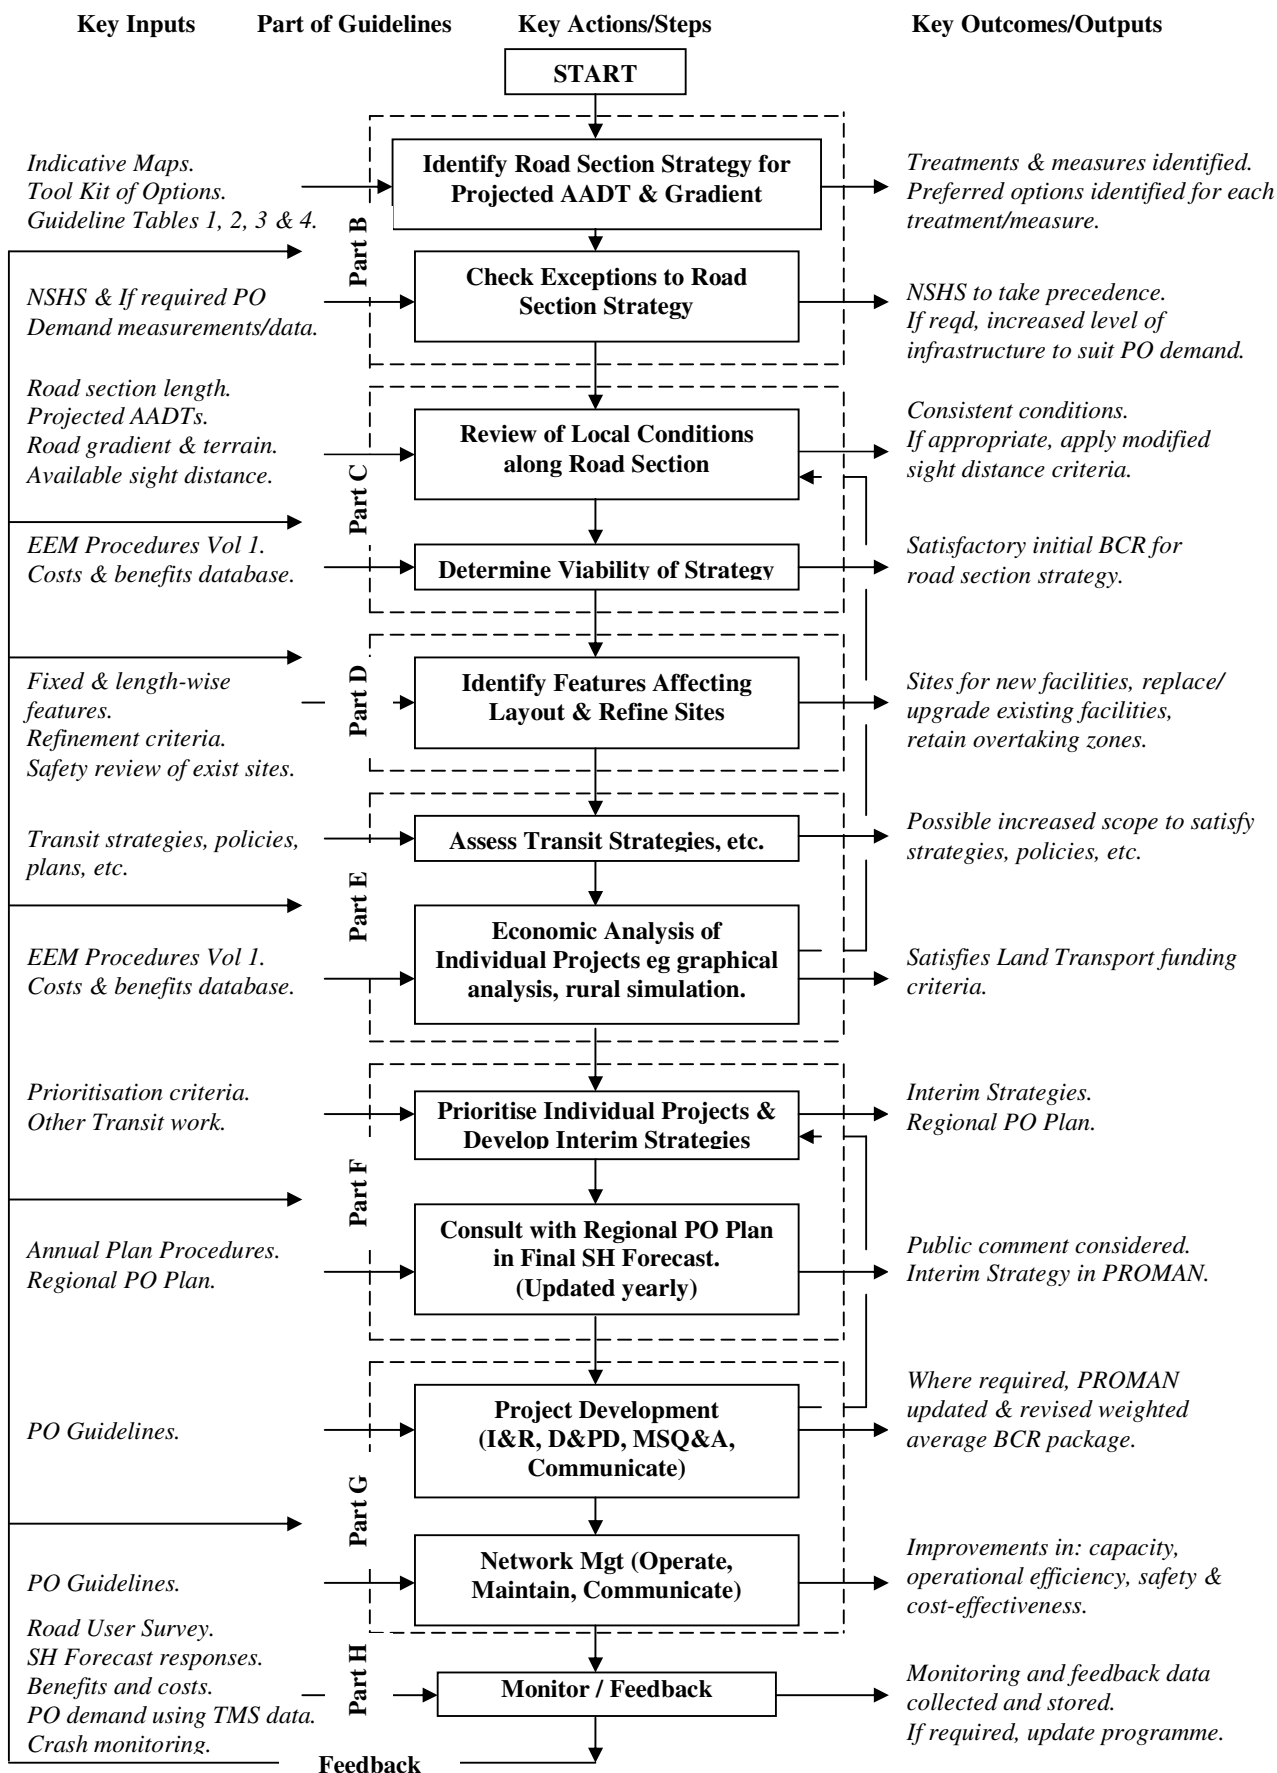 Key Inputs
Part of Guidelines
Key Actions/Steps
Key Outcomes/Outputs
START
Part B
Indicative Maps.
Tool Kit of Options.
Guideline Tables 1, 2, 3 & 4.
Identify Road Section Strategy for
Projected AADT & Gradient
Treatments & measures identified.
Preferred options identified for each
treatment/measure.
NSHS & If required PO
Demand measurements/data.
Check Exceptions to Road
Section Strategy
NSHS to take precedence.
If reqd, increased level of
infrastructure to suit PO demand.
Part C
Road section length.
Projected AADTs.
Road gradient & terrain.
Available sight distance.
Review of Local Conditions
along Road Section
Consistent conditions.
If appropriate, apply modified
sight distance criteria.
EEM Procedures Vol 1.
Costs & benefits database.
Determine Viability of Strategy
Satisfactory initial BCR for
road section strategy.
Part D
Fixed & length-wise
features.
Refinement criteria.
Safety review of exist sites.
Identify Features Affecting
Layout & Refine Sites
Sites for new facilities, replace/
upgrade existing facilities,
retain overtaking zones.
Part E
Transit strategies, policies,
plans, etc.
Assess Transit Strategies, etc.
Possible increased scope to satisfy
strategies, policies, etc.
EEM Procedures Vol 1.
Costs & benefits database.
Economic Analysis of
Individual Projects eg graphical
analysis, rural simulation.
Satisfies Land Transport funding
criteria.
Part F
Prioritisation criteria.
Other Transit work.
Prioritise Individual Projects &
Develop Interim Strategies
Interim Strategies.
Regional PO Plan.
Annual Plan Procedures.
Regional PO Plan.
Consult with Regional PO Plan
in Final SH Forecast.
(Updated yearly)
Public comment considered.
Interim Strategy in PROMAN.
Part G
PO Guidelines.
Project Development
(I&R, D&PD, MSQ&A,
Communicate)
Where required, PROMAN
updated & revised weighted
average BCR package.
PO Guidelines.
Network Mgt (Operate,
Maintain, Communicate)
Improvements in: capacity,
operational efficiency, safety &
cost-effectiveness.
Part H
Road User Survey.
SH Forecast responses.
Benefits and costs.
PO demand using TMS data.
Crash monitoring.
Monitor / Feedback
Monitoring and feedback data
collected and stored.
If required, update programme.
Feedback